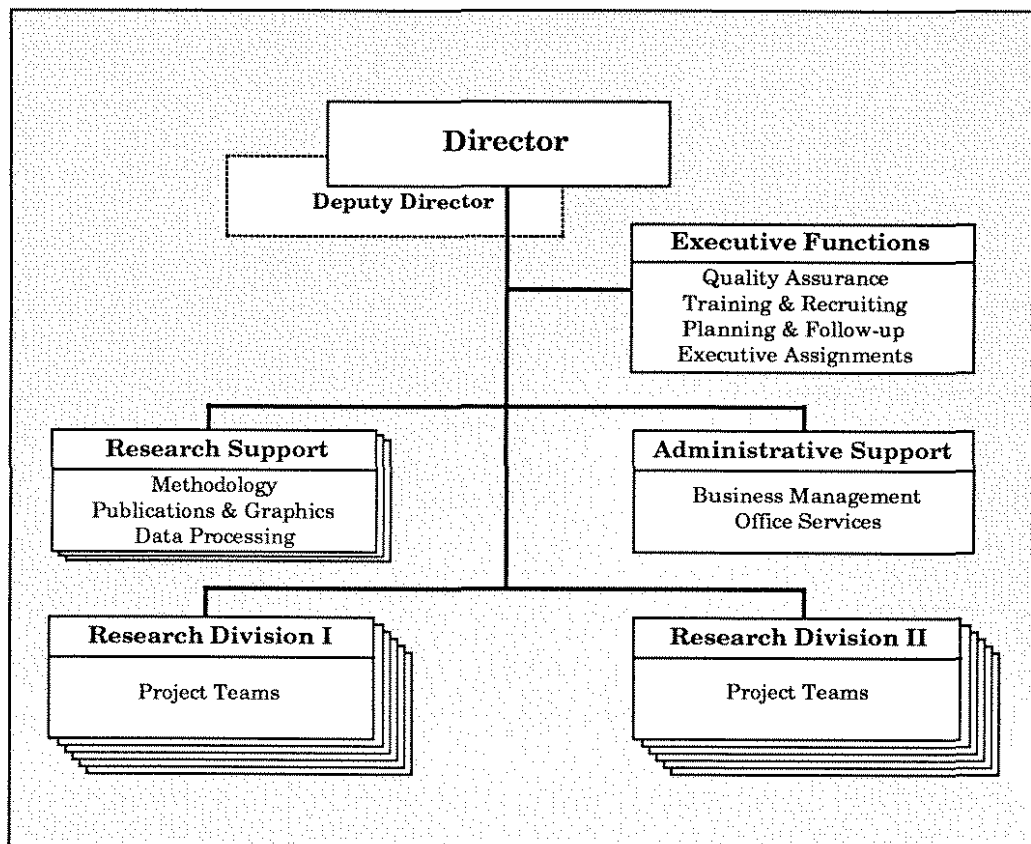 Director
Deputy Director
Executive Functions
Quality Assurance
Training & Recruiting
Planning & Follow-up
Executive Assignments
Research Support
Methodology
Publications & Graphics
Data Processing
Administrative Support
Business Management
Office Services
Research Division I
Project Teams
Research Division II
Project Teams